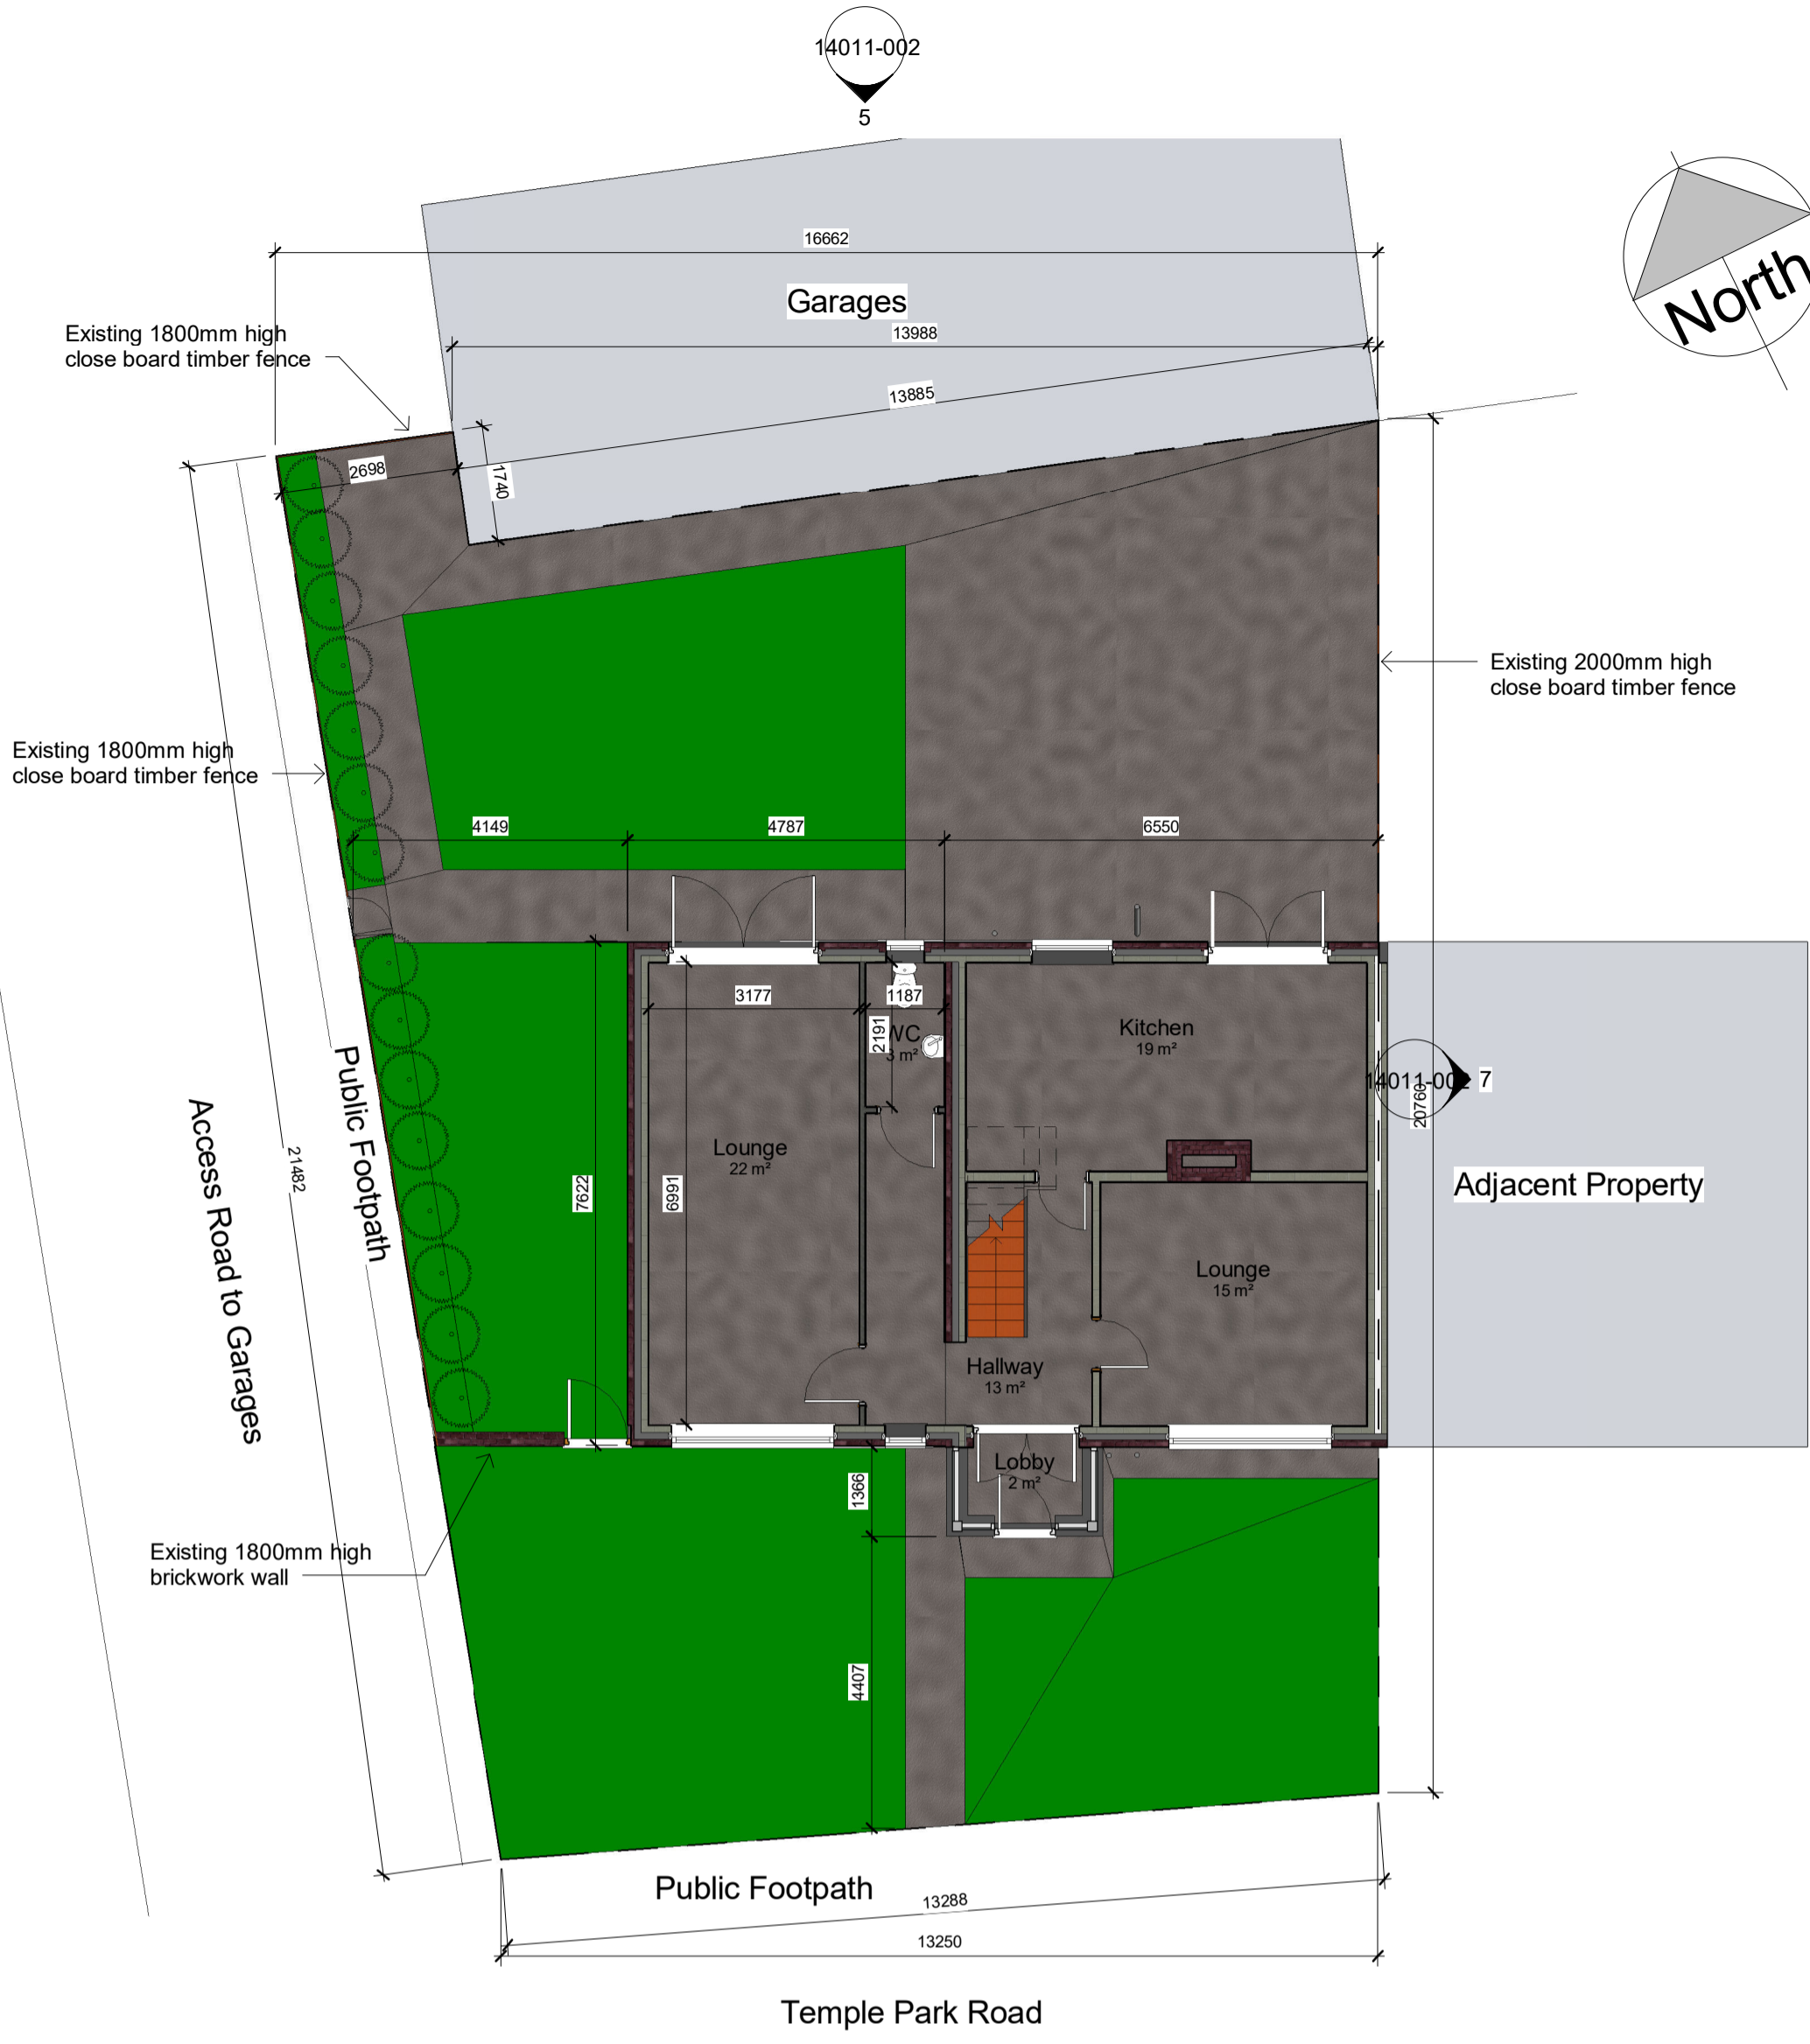 14011-002
5
16662
North
Garages
Existing 1800mm high
close board timber fence
13988
13885
2698
1740
Existing 2000mm high
close board timber fence
Existing 1800mm high
close board timber fence
4149
4787
6550
3177
1187
2191
WC
3 m²
Kitchen
19 m²
14011-002
7
20760
Public Footpath
Access Road to Garages
21482
7622
6991
Lounge
22 m²
Adjacent Property
Lounge
15 m²
Hallway
13 m²
Lobby
2 m²
1366
Existing 1800mm high
brickwork wall
4407
Public Footpath
13288
13250
Temple Park Road